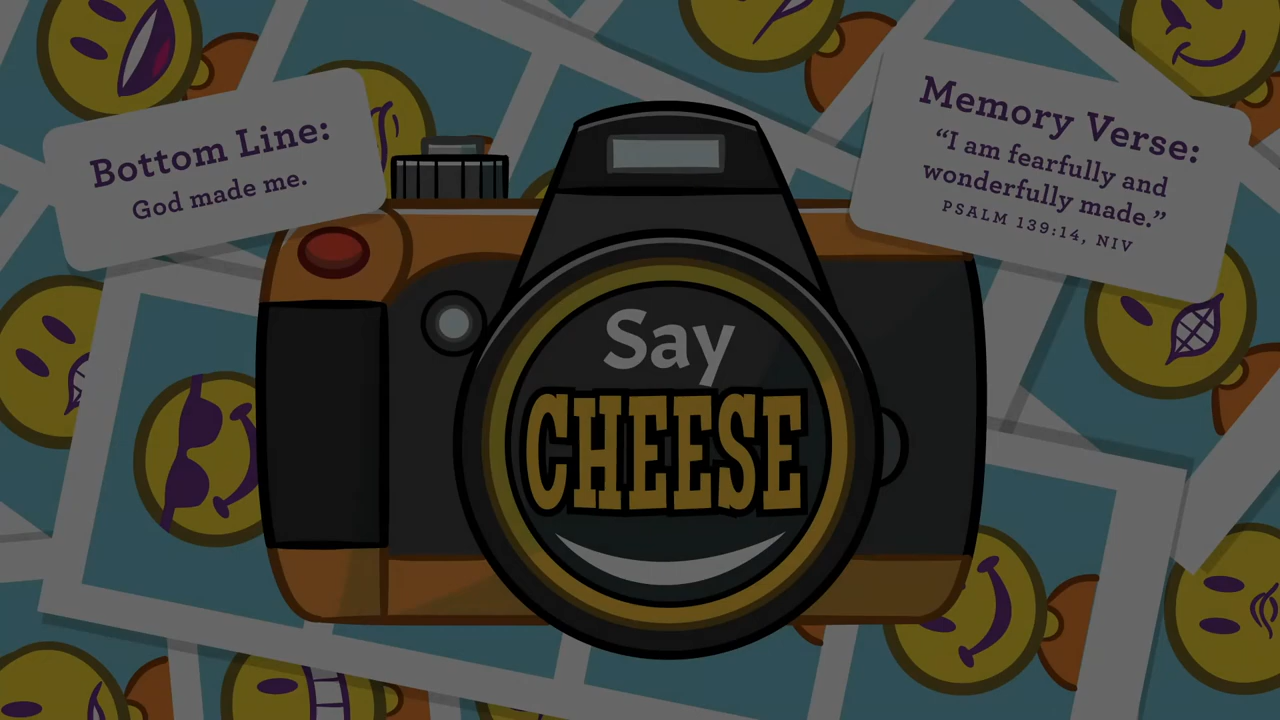 Bottom Line:
God made me.
Memory Verse:
“I am fearfully and
wonderfully made.”
PSALM 139:14, NIV
Say
CHEESE